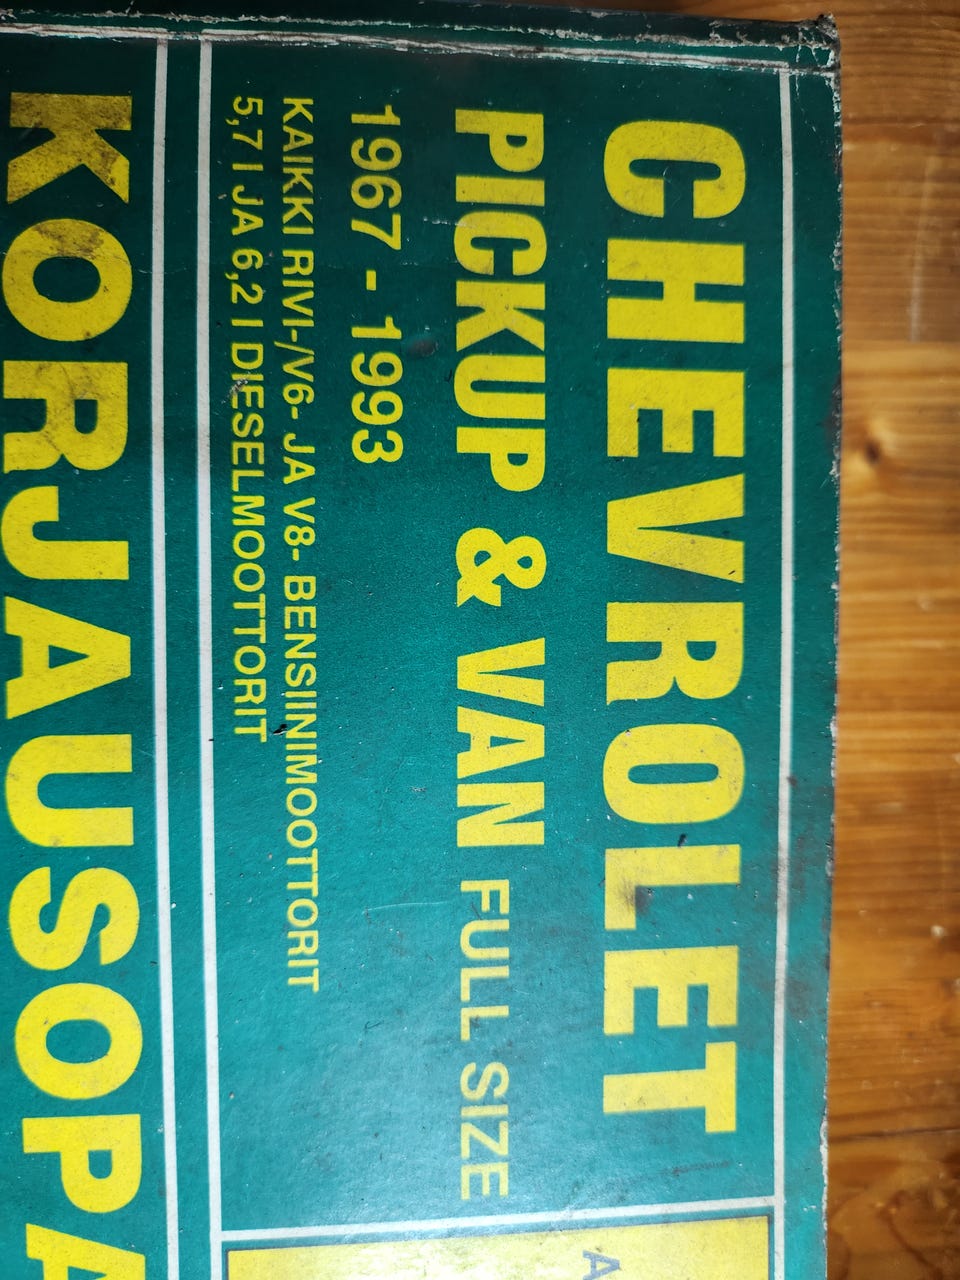 CHEVROLET
PICKUP & VAN FULL SIZE
1967 - 1993
KAIKKI RIVI-/V6- JA V8- BENSIINIMOOTTORIT
5,7 l JA 6,2 l DIESELMOOTTORIT
KORJAUSOPA
A